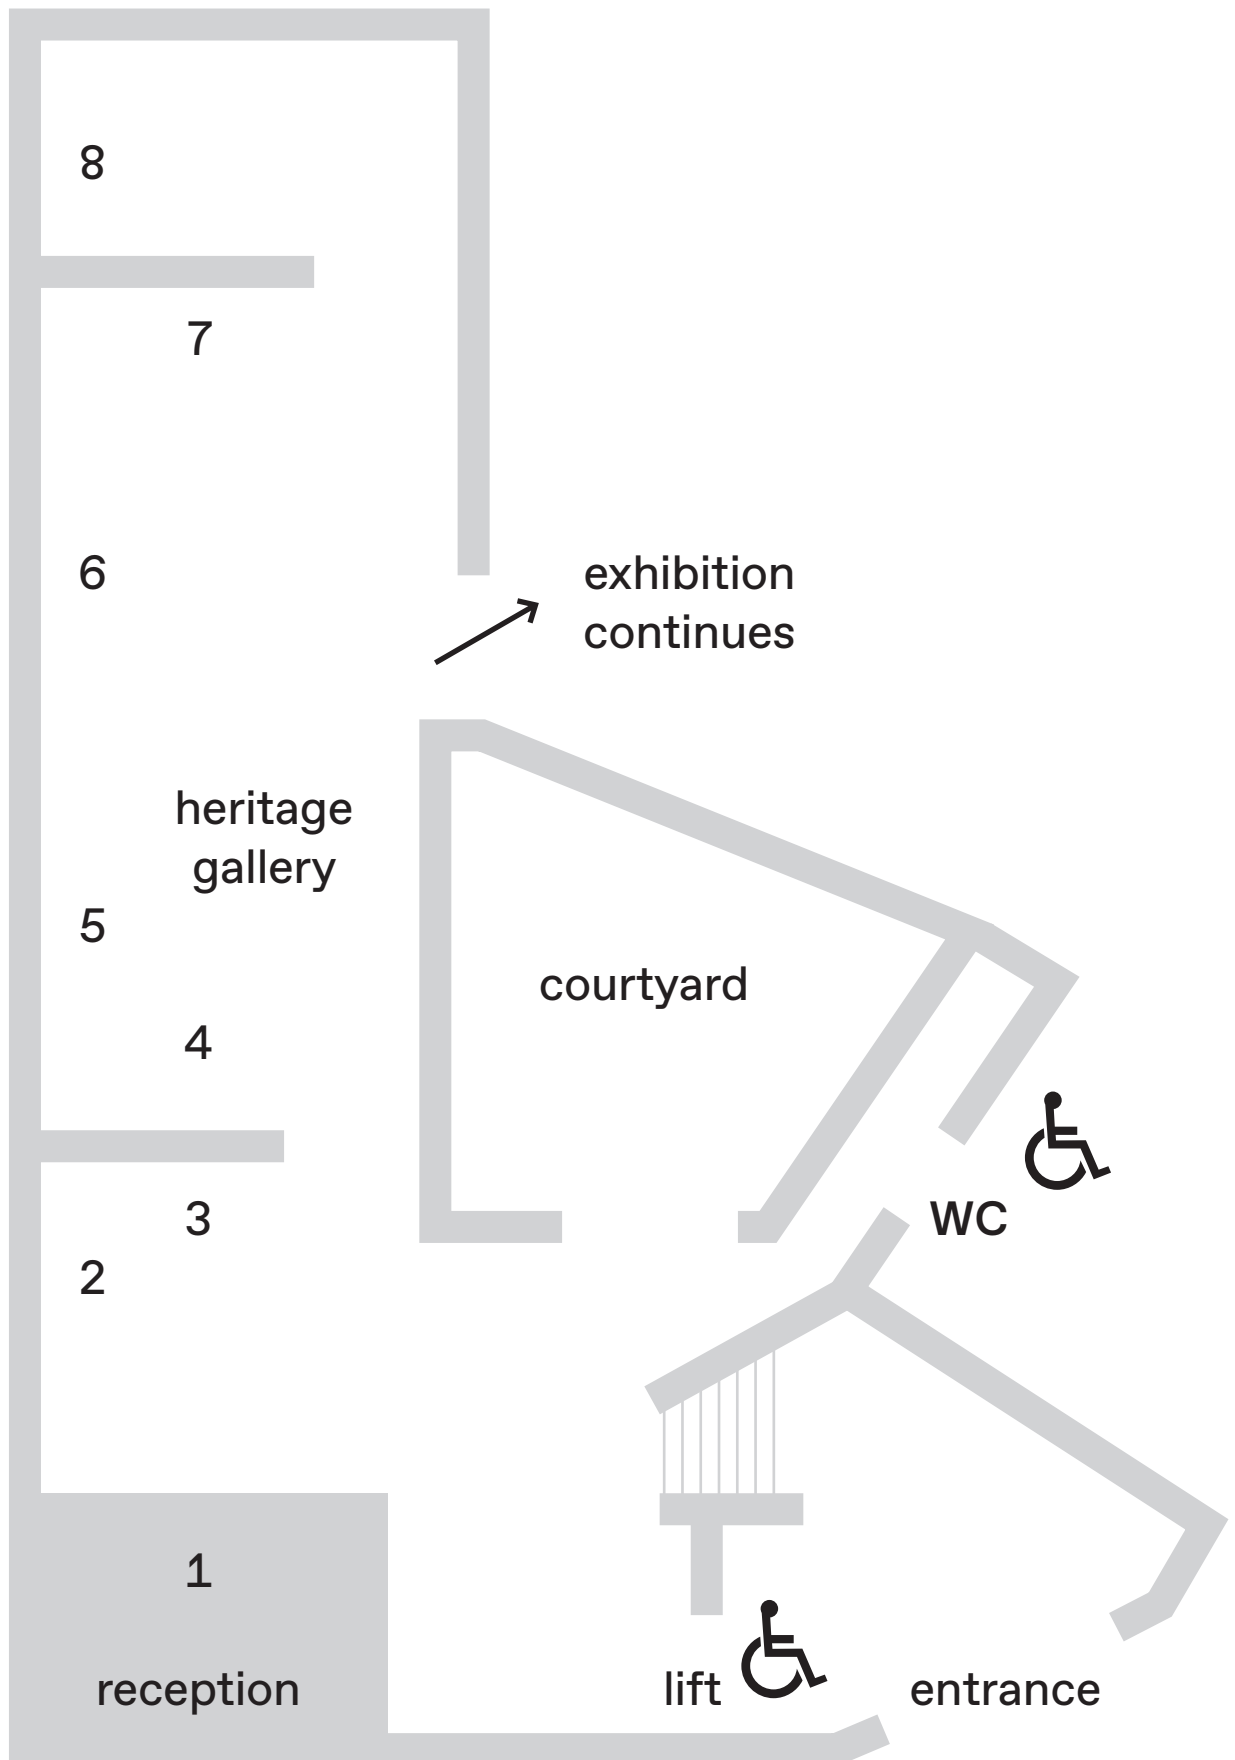 8
7
6
exhibition
continues
heritage
gallery
5
courtyard
4
3
WC
2
1
reception
lift
entrance